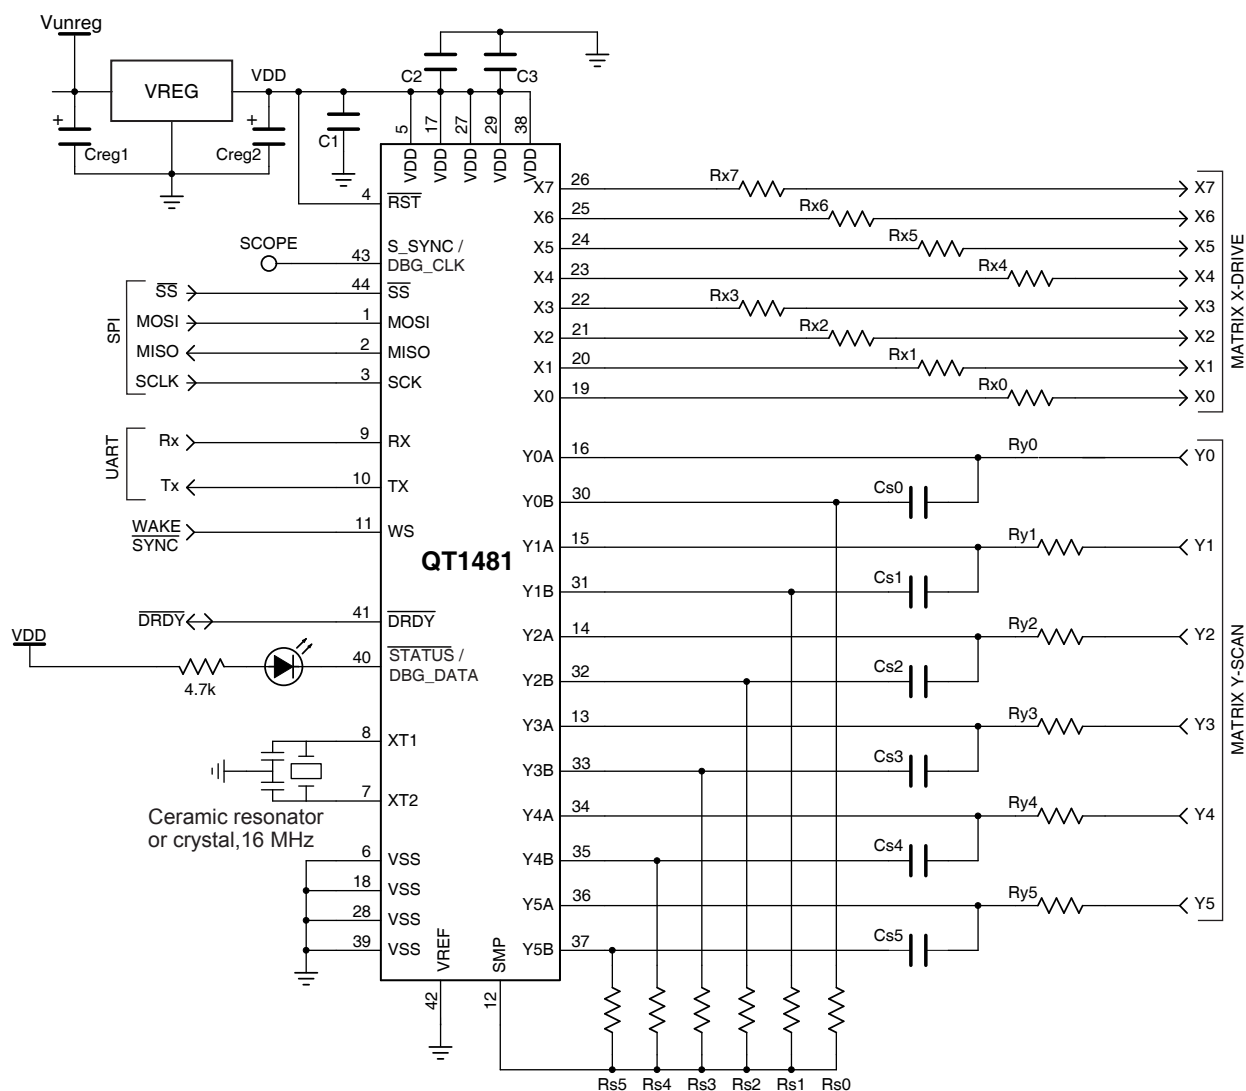 Vunreg
VREG
VDD
C2
C3
+
Creg1
+
Creg2
C1
5
17
27
29
38
VDD
VDD
VDD
VDD
VDD
4
RST
SCOPE
43
S_SYNC /
DBG_CLK
SPI
SS
44
SS
MOSI
1
MOSI
MISO
2
MISO
SCLK
3
SCK
UART
Rx
9
RX
Tx
10
TX
WAKE
SYNC
11
WS
QT1481
DRDY
41
DRDY
VDD
4.7k
40
STATUS /
DBG_DATA
8
XT1
7
XT2
Ceramic resonator
or crystal,16 MHz
6
VSS
18
VSS
28
VSS
39
VSS
VREF
42
SMP
12
X7
26
Rx7
X7
X6
25
Rx6
X6
X5
24
Rx5
X5
X4
23
Rx4
X4
X3
22
Rx3
X3
X2
21
Rx2
X2
X1
20
Rx1
X1
X0
19
Rx0
X0
MATRIX X-DRIVE
Y0A
16
Ry0
Y0
Y0B
30
Cs0
Y1A
15
Ry1
Y1
Y1B
31
Cs1
Y2A
14
Ry2
Y2
Y2B
32
Cs2
Y3A
13
Ry3
Y3
Y3B
33
Cs3
Y4A
34
Ry4
Y4
Y4B
35
Cs4
Y5A
36
Ry5
Y5
Y5B
37
Cs5
MATRIX Y-SCAN
Rs5
Rs4
Rs3
Rs2
Rs1
Rs0